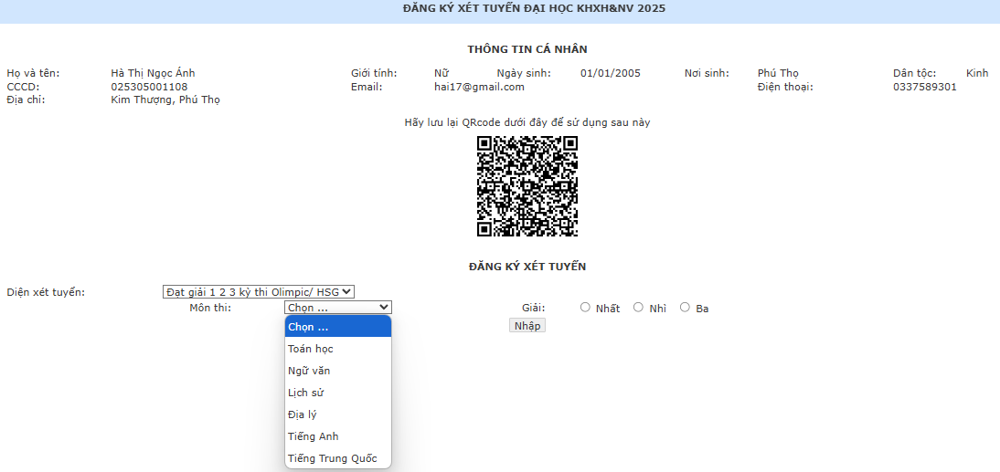 ĐĂNG KÝ XÉT TUYỂN ĐẠI HỌC KHXH&NV 2025
THÔNG TIN CÁ NHÂN
Họ và tên: Hà Thị Ngọc Ánh Giới tính: Nữ Ngày sinh: 01/01/2005 Nơi sinh: Phú Thọ Dân tộc: Kinh
CCCD: 025305001108 Email: hai17@gmail.com Điện thoại: 0337589301
Địa chỉ: Kim Thượng, Phú Thọ
Hãy lưu lại QRcode dưới đây để sử dụng sau này
ĐĂNG KÝ XÉT TUYỂN
Diện xét tuyển: Đạt giải 1 2 3 kỳ thi Olimpic/ HSG
Môn thi: Chọn ... Giải: Nhất Nhì Ba
Nhập
Chọn ...
Toán học
Ngữ văn
Lịch sử
Địa lý
Tiếng Anh
Tiếng Trung Quốc